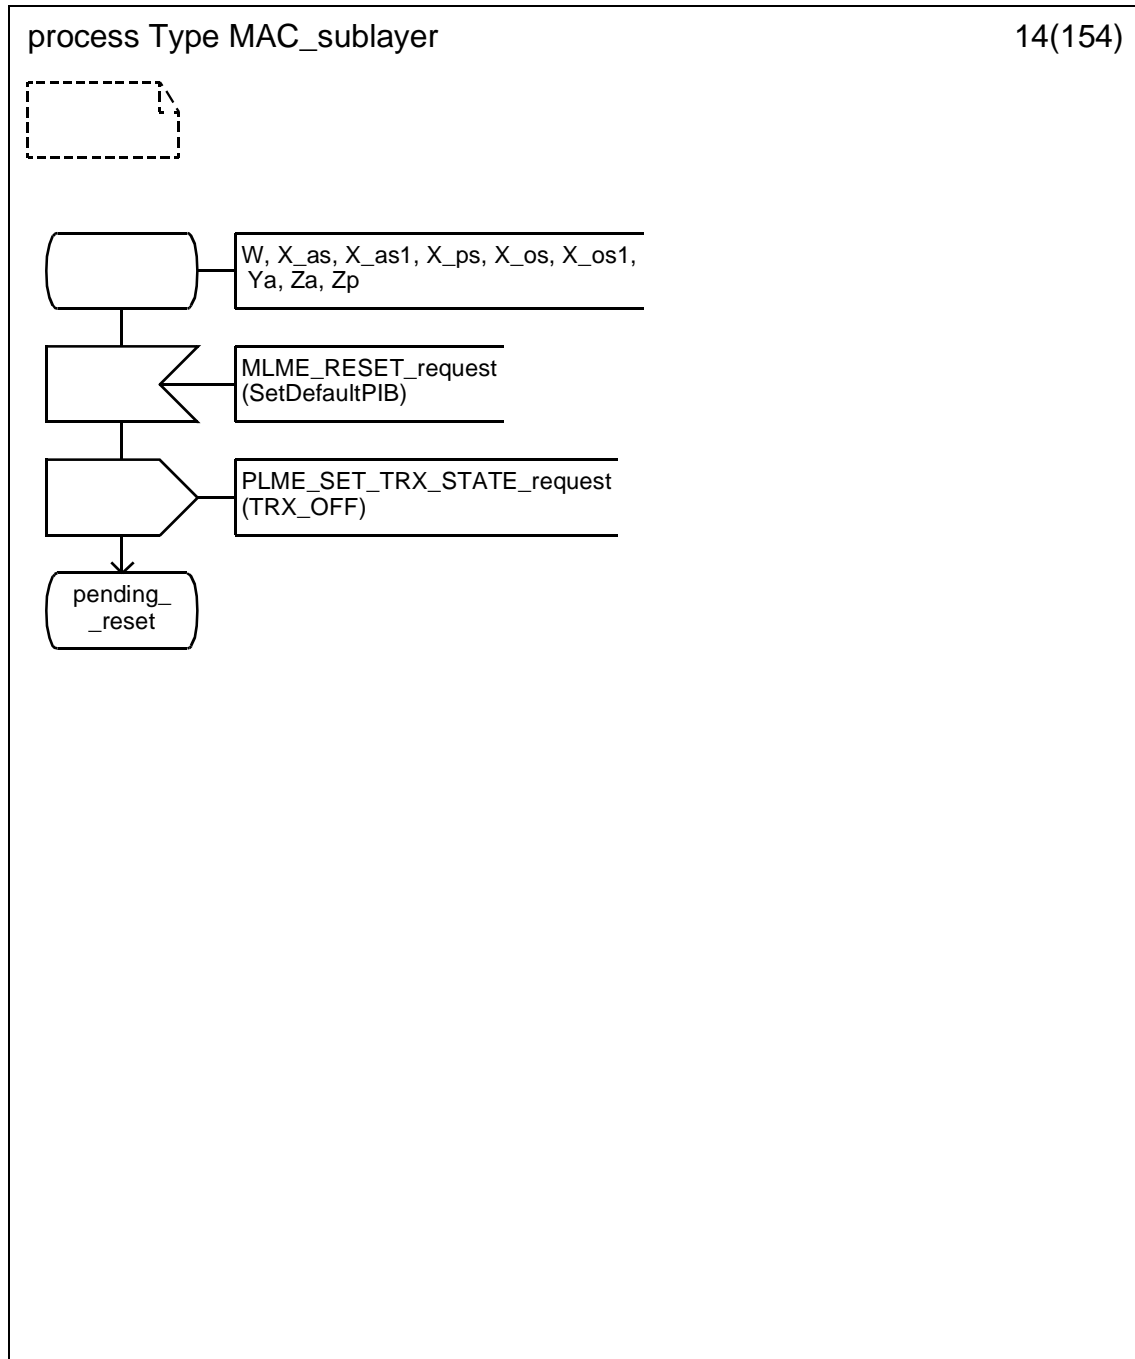 process Type MAC_sublayer
14(154)
W, X_as, X_as1, X_ps, X_os, X_os1,
Ya, Za, Zp
MLME_RESET_request
(SetDefaultPIB)
PLME_SET_TRX_STATE_request
(TRX_OFF)
pending_
_reset